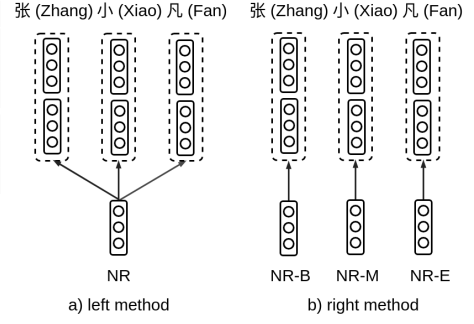 张 (Zhang) 小 (Xiao) 凡 (Fan) 张 (Zhang) 小 (Xiao) 凡 (Fan)
NR NR-B NR-M NR-E
a) left method b) right method